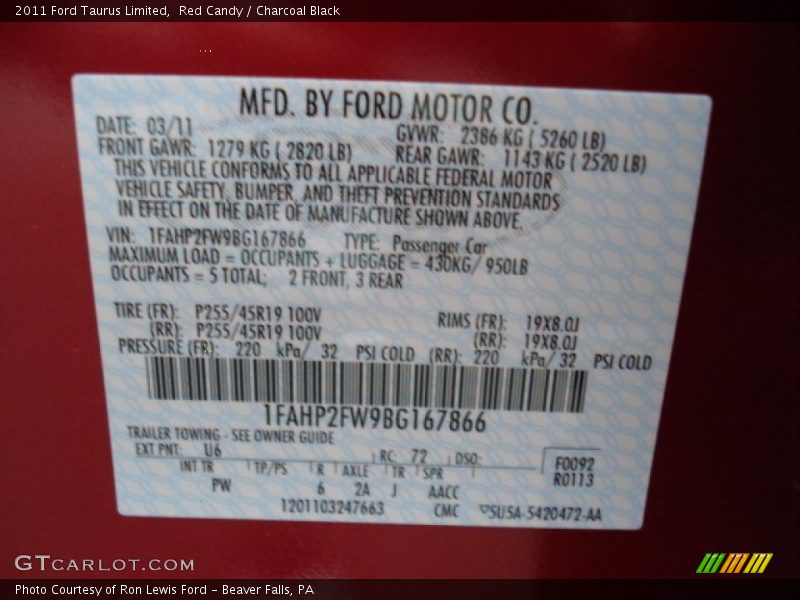 2011 Ford Taurus Limited, Red Candy / Charcoal Black
MFD. BY FORD MOTOR CO.
DATE: 03/11 GVWR: 2386 KG ( 5260 LB)
FRONT GAWR: 1279 KG ( 2820 LB) REAR GAWR: 1143 KG ( 2520 LB)
THIS VEHICLE CONFORMS TO ALL APPLICABLE FEDERAL MOTOR
VEHICLE SAFETY, BUMPER, AND THEFT PREVENTION STANDARDS
IN EFFECT ON THE DATE OF MANUFACTURE SHOWN ABOVE.
VIN: 1FAHP2FW9BG167866 TYPE: Passenger Car
MAXIMUM LOAD = OCCUPANTS + LUGGAGE = 430KG/ 950LB
OCCUPANTS = 5 TOTAL; 2 FRONT, 3 REAR
TIRE (FR): P255/45R19 100V RIMS (FR): 19X8.0J
(RR): P255/45R19 100V (RR): 19X8.0J
PRESSURE (FR): 220 kPa/ 32 PSI COLD (RR): 220 kPa/ 32 PSI COLD
1FAHP2FW9BG167866
TRAILER TOWING - SEE OWNER GUIDE
EXT PNT: U6 RC: 72 DSO: F0092
R0113
INT TR TP/PS R AXLE TR SPR
PW 6 2A J AACC
1201103247663 CMC 5U5A-5420472-AA
GTCARLOT.COM
Photo Courtesy of Ron Lewis Ford - Beaver Falls, PA